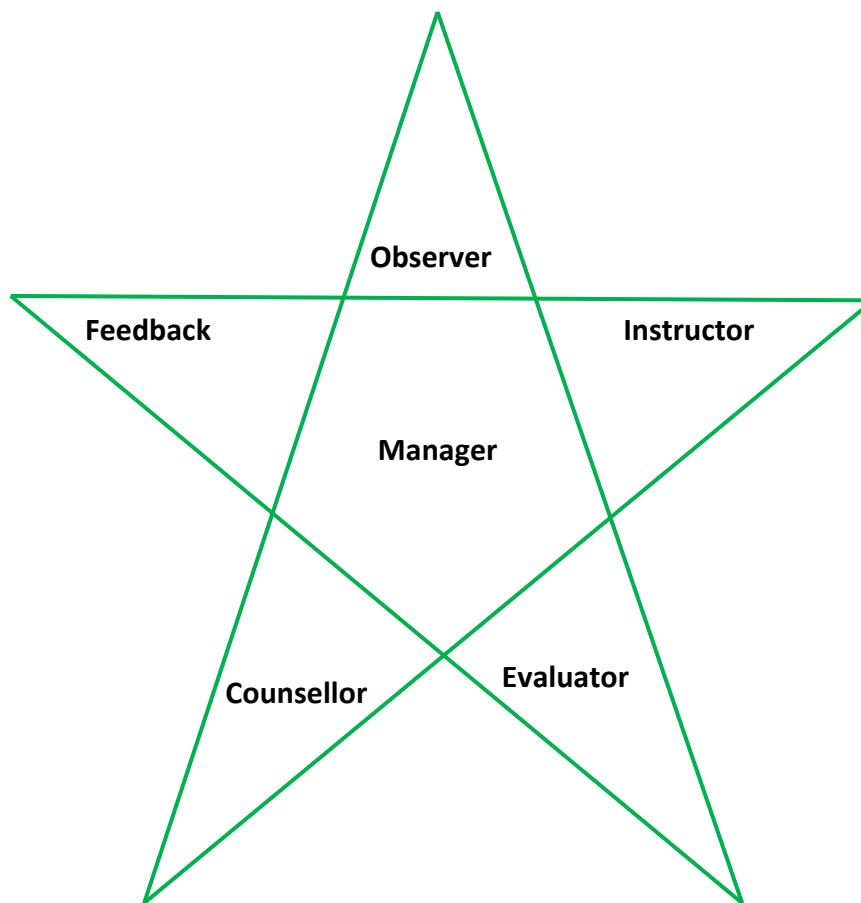 Observer
Feedback
Instructor
Manager
Counsellor
Evaluator